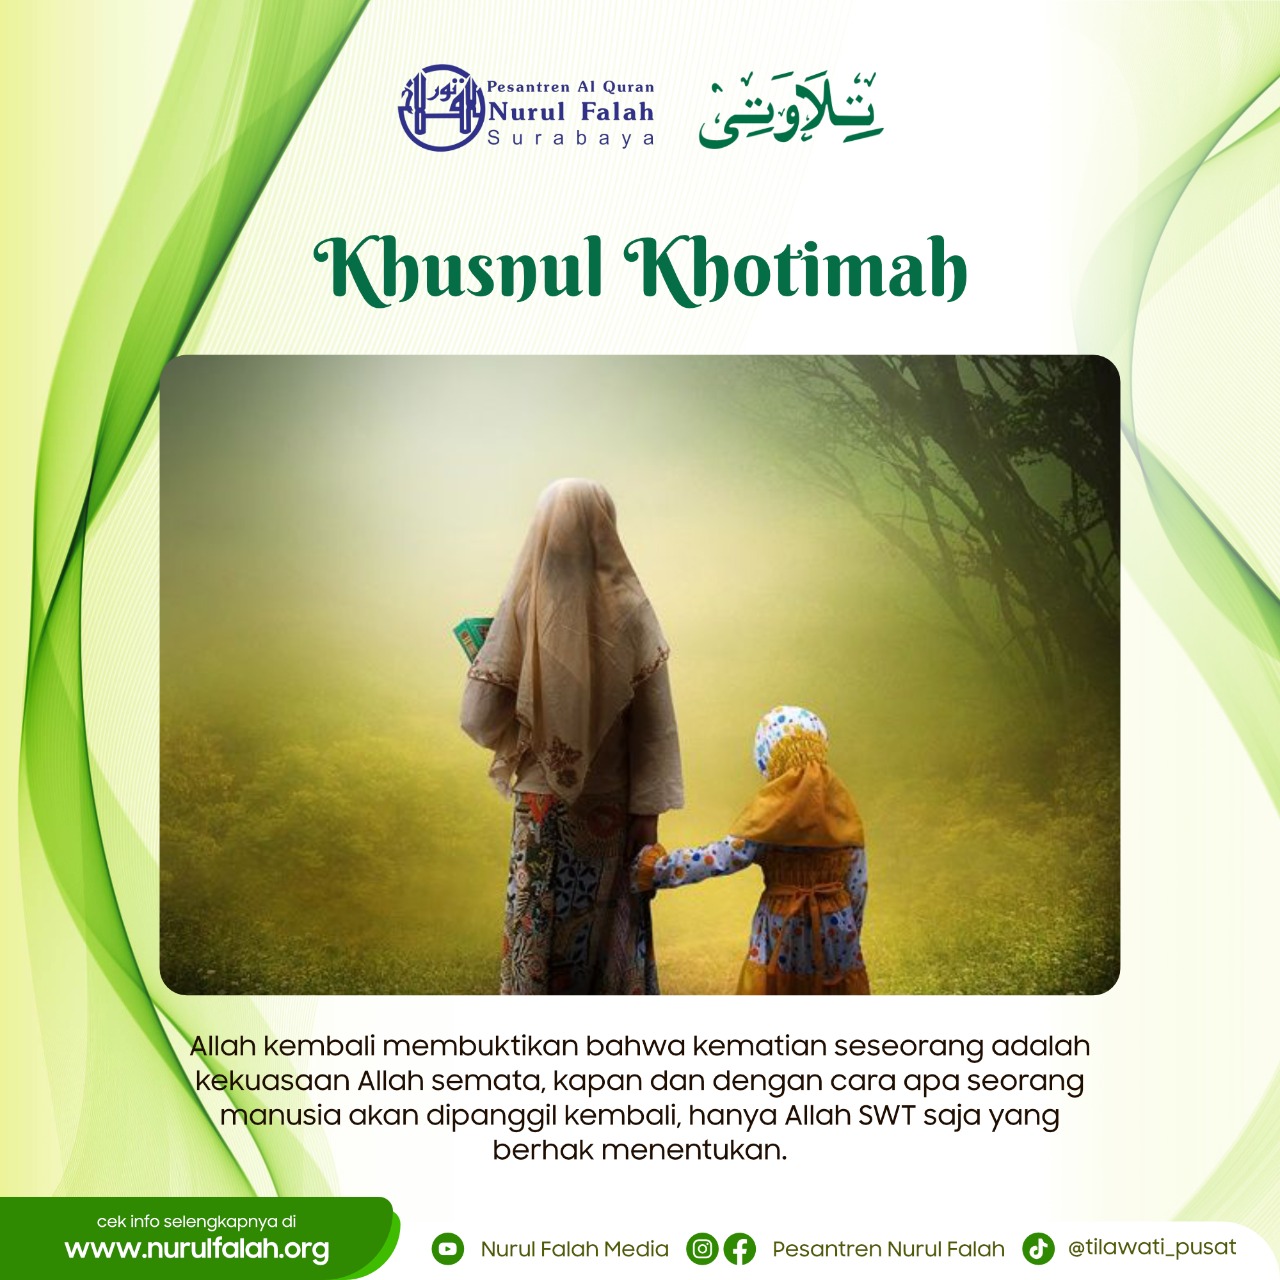 Pesantren Al Quran
Nurul Falah
Surabaya
تِلَاوَتِى
Khusnul Khotimah
Allah kembali membuktikan bahwa kematian seseorang adalah
kekuasaan Allah semata, kapan dan dengan cara apa seorang
manusia akan dipanggil kembali, hanya Allah SWT saja yang
berhak menentukan.
cek info selengkapnya di
www.nurulfalah.org
Nurul Falah Media
Pesantren Nurul Falah
@tilawati_pusat